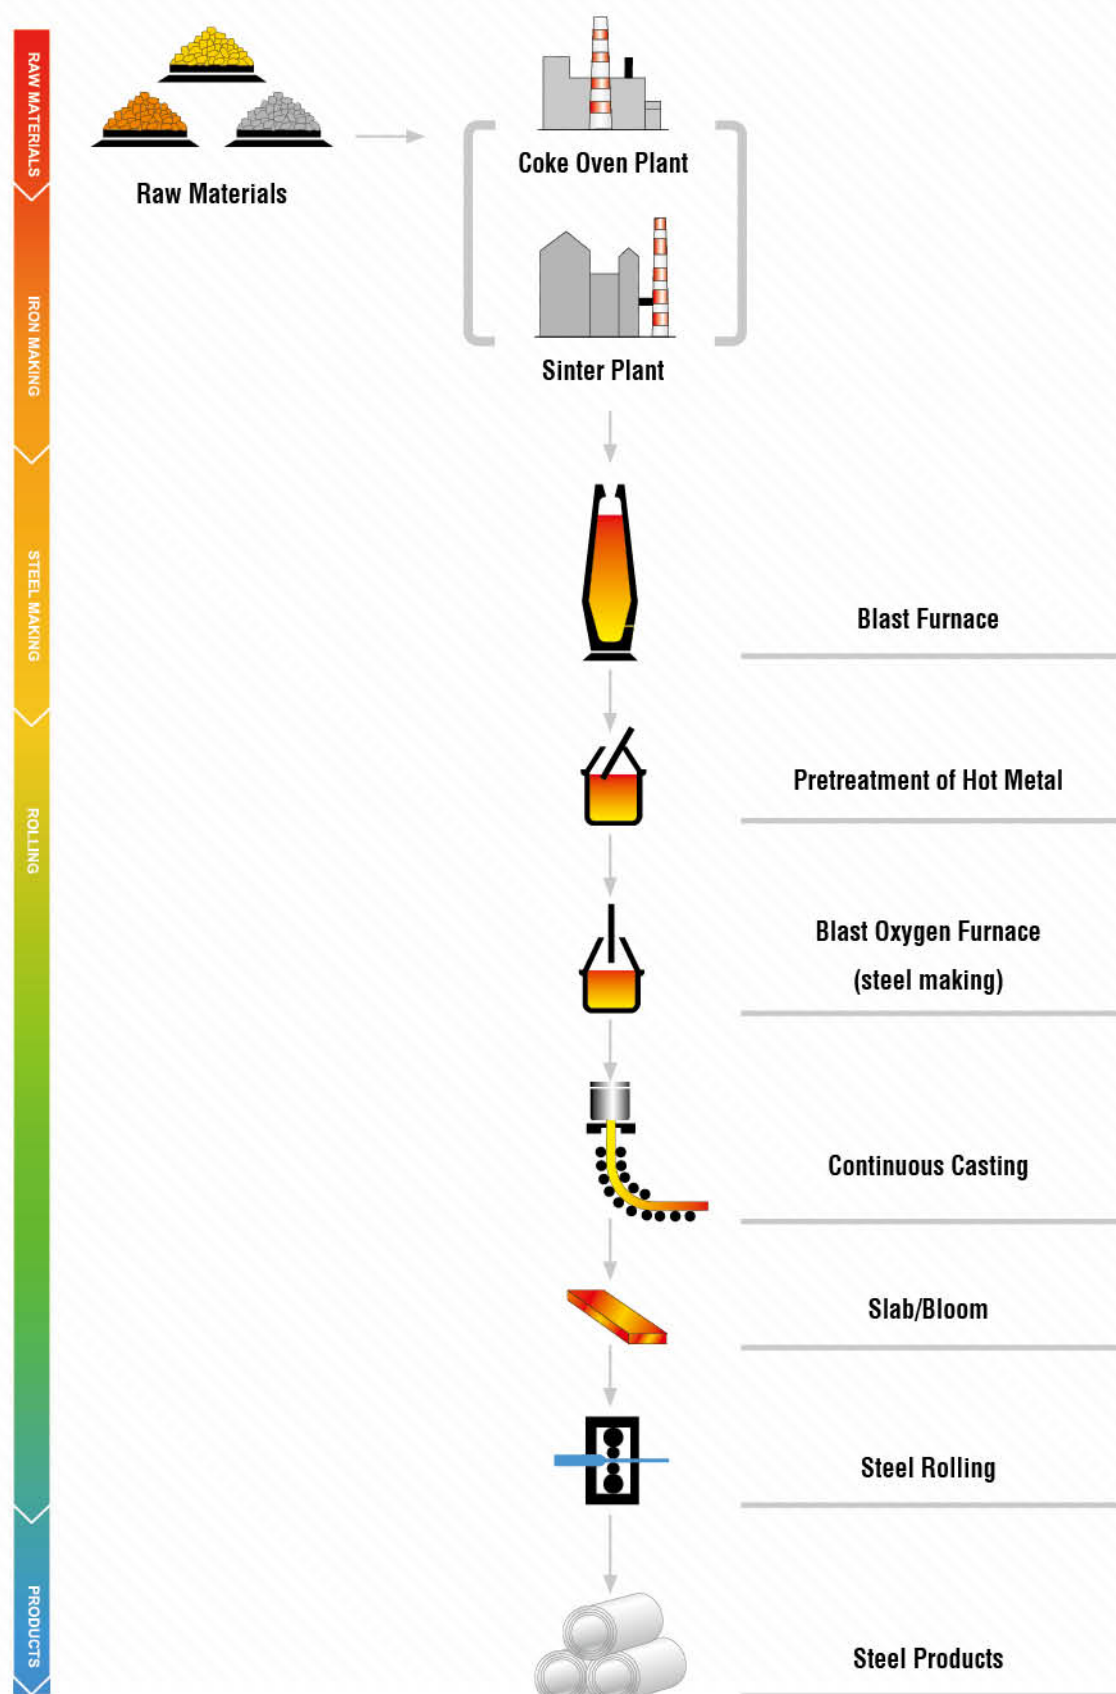 RAW MATERIALS
IRON MAKING
STEEL MAKING
ROLLING
PRODUCTS
Raw Materials
Coke Oven Plant
Sinter Plant
Blast Furnace
Pretreatment of Hot Metal
Blast Oxygen Furnace
(steel making)
Continuous Casting
Slab/Bloom
Steel Rolling
Steel Products